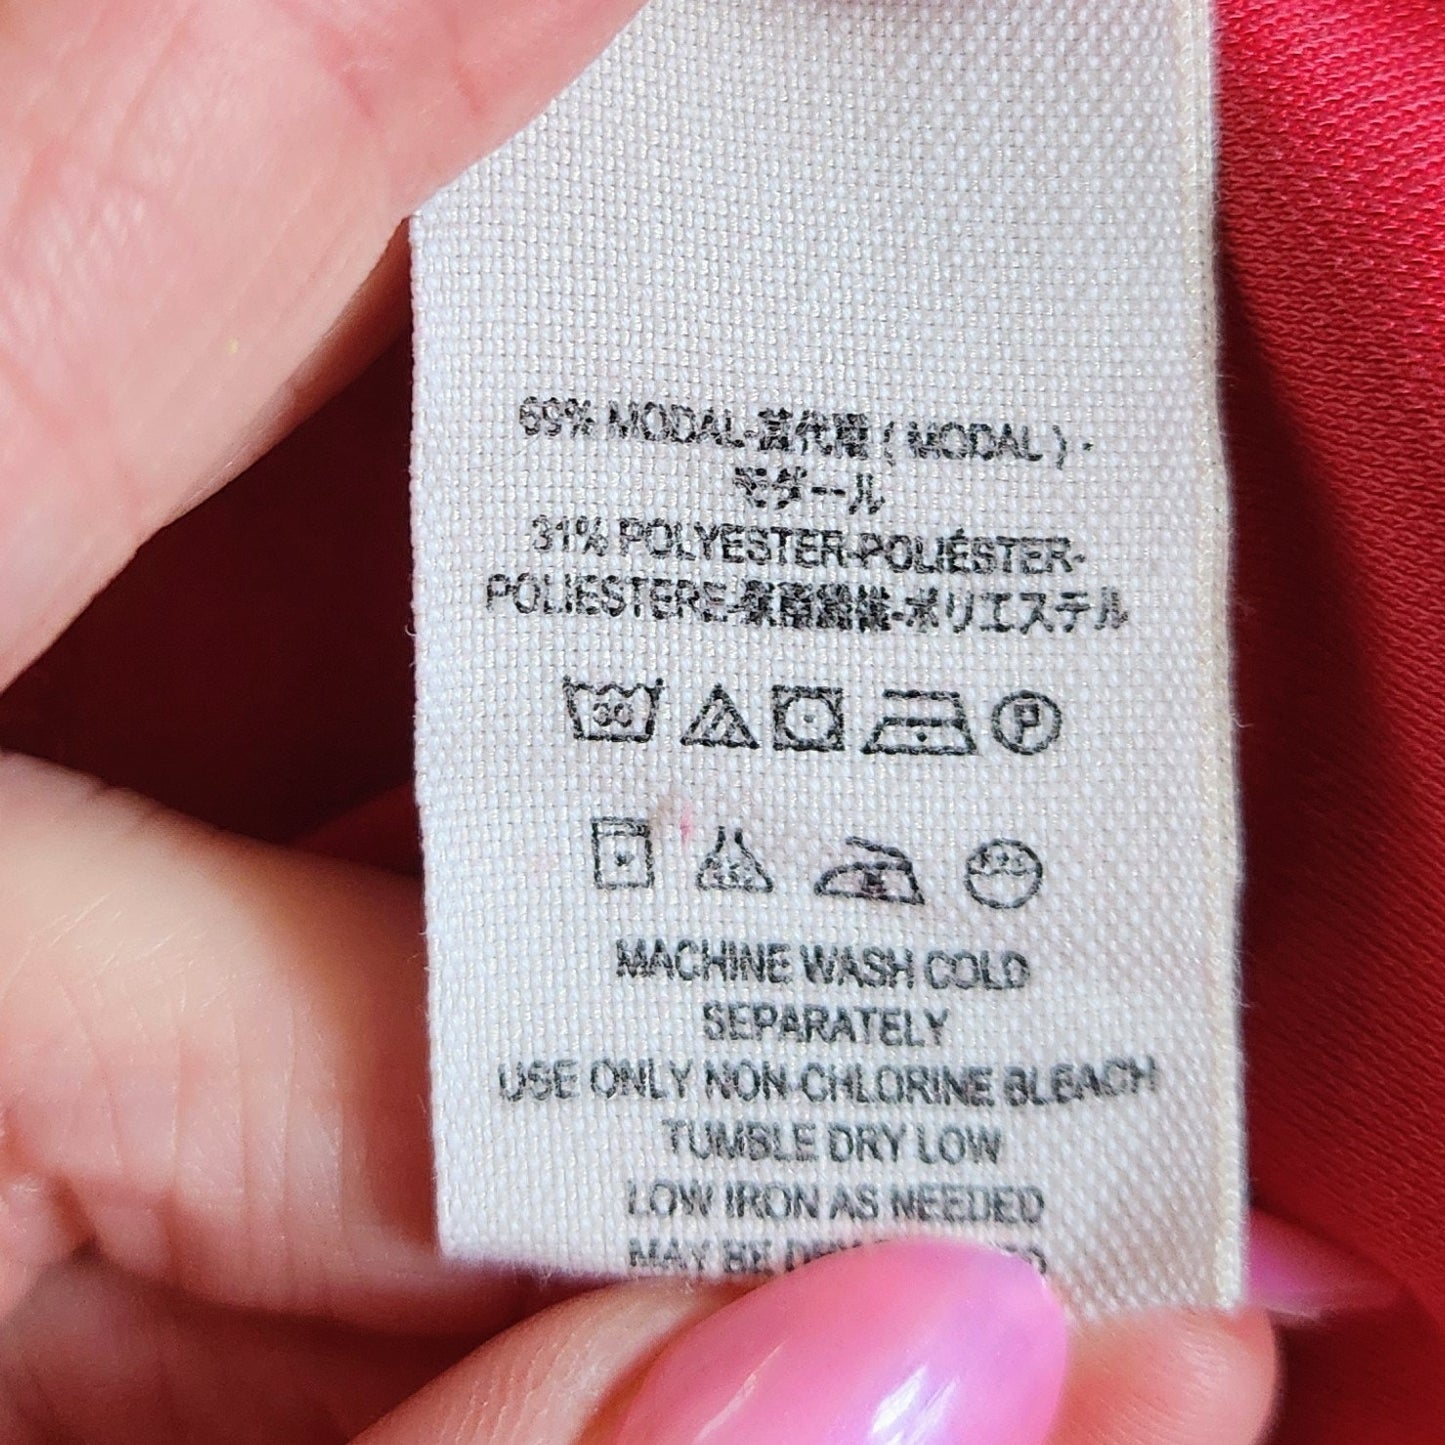 69% MODAL-莫代爾 ( MODAL ) -
モダール
31% POLYESTER-POLIÉSTER-
POLIESTERE-聚酯纖維-ポリエステル
30
P
MACHINE WASH COLD
SEPARATELY
USE ONLY NON-CHLORINE BLEACH
TUMBLE DRY LOW
LOW IRON AS NEEDED
MAY BE DRY